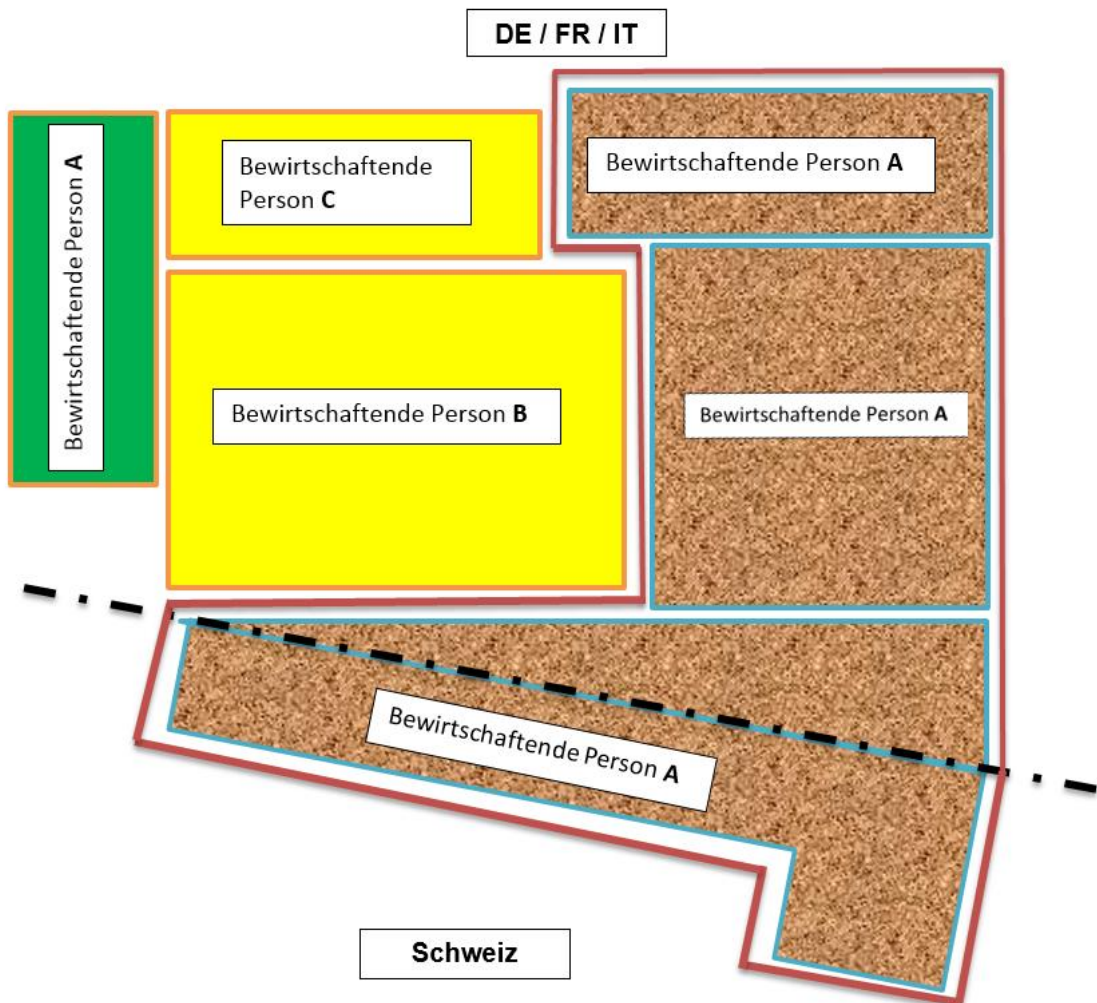 DE / FR / IT
Bewirtschaftende Person A
Bewirtschaftende
Person C
Bewirtschaftende Person A
Bewirtschaftende Person B
Bewirtschaftende Person A
Bewirtschaftende Person A
Schweiz